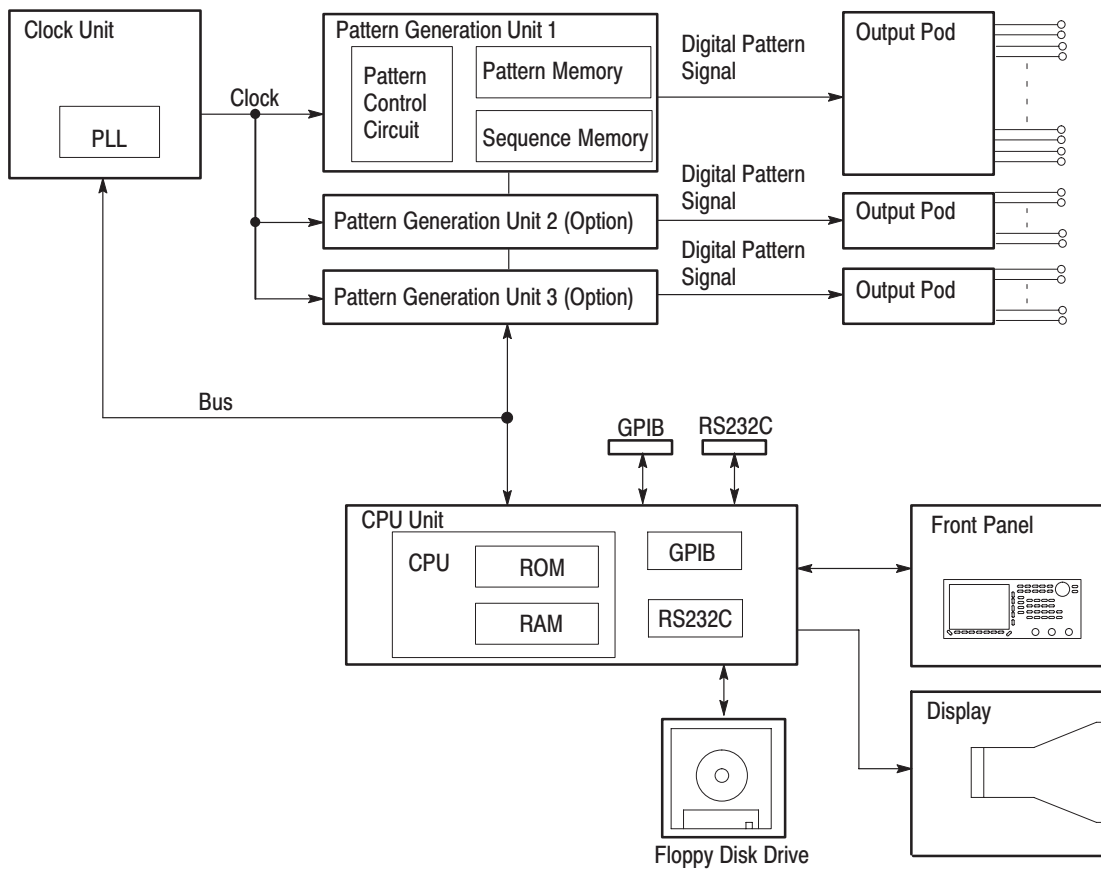 Clock Unit
PLL
Clock
Pattern Generation Unit 1
Pattern
Control
Circuit
Pattern Memory
Sequence Memory
Digital Pattern
Signal
Output Pod
Pattern Generation Unit 2 (Option)
Digital Pattern
Signal
Output Pod
Pattern Generation Unit 3 (Option)
Digital Pattern
Signal
Output Pod
Bus
GPIB
RS232C
CPU Unit
CPU
ROM
RAM
GPIB
RS232C
Front Panel
Display
Floppy Disk Drive